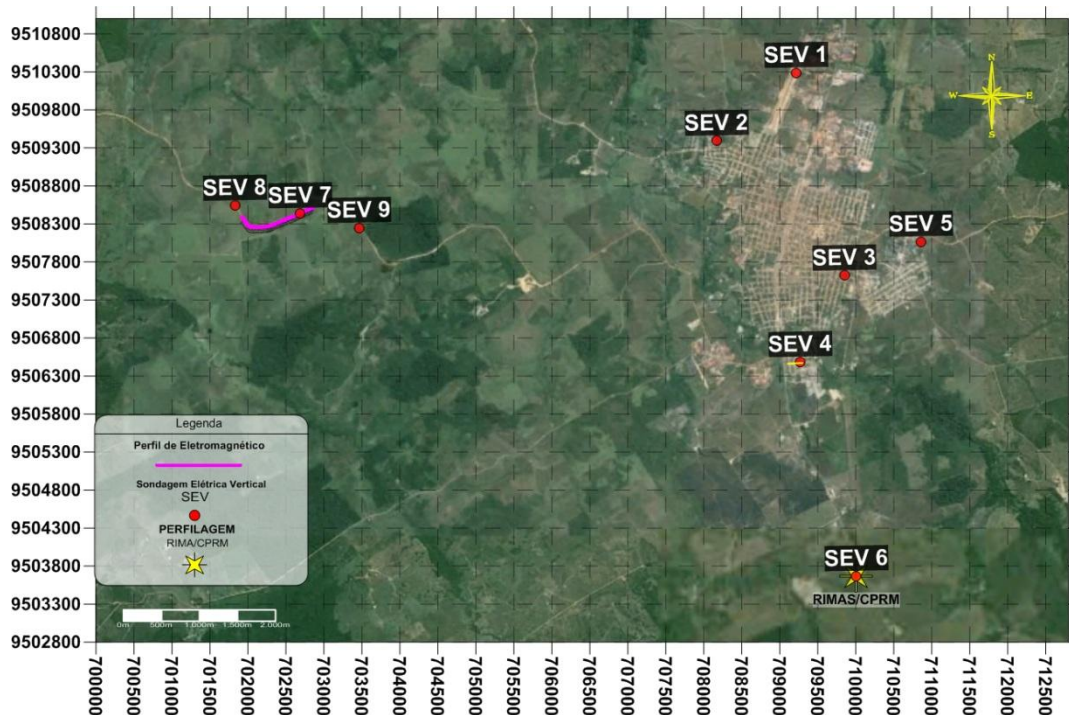 9510800
9510300
9509800
9509300
9508800
9508300
9507800
9507300
9506800
9506300
9505800
9505300
9504800
9504300
9503800
9503300
9502800
SEV 1
N
W E
S
SEV 2
SEV 8
SEV 7
SEV 9
SEV 5
SEV 3
SEV 4
Legenda
Perfil de Eletromagnético
Sondagem Elétrica Vertical
SEV
PERFILAGEM
RIMA/CPRM
SEV 6
RIMAS/CPRM
0m 500m 1.000m 1.500m 2.000m
700000 700500 701000 701500 702000 702500 703000 703500 704000 704500 705000 705500 706000 706500 707000 707500 708000 708500 709000 709500 710000 710500 711000 711500 712000 712500